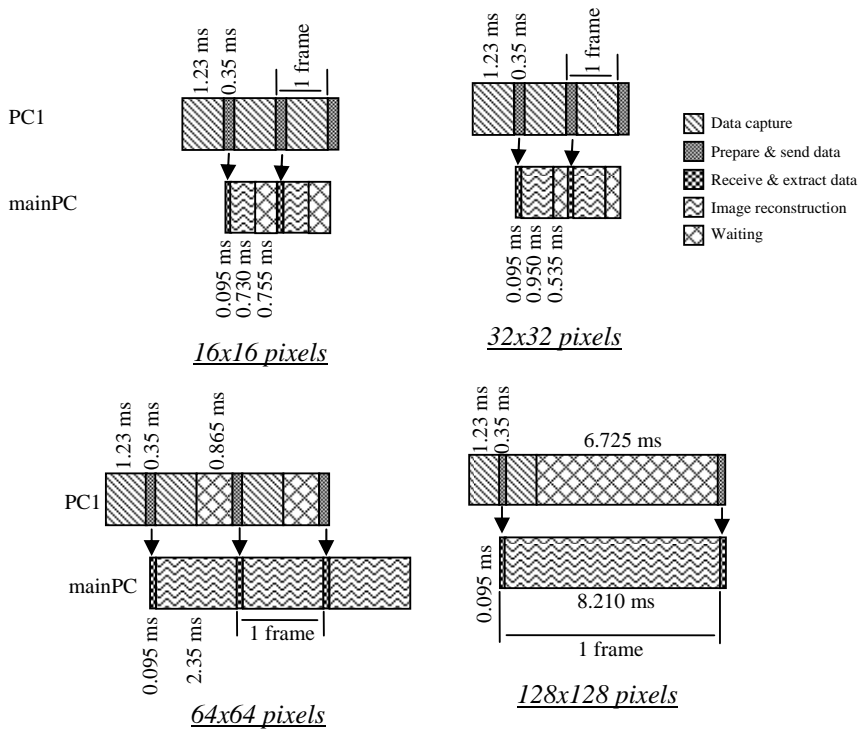 1.23 ms
0.35 ms
1 frame
PC1
mainPC
0.095 ms
0.730 ms
0.755 ms
16x16 pixels
1.23 ms
0.35 ms
1 frame
0.095 ms
0.950 ms
0.535 ms
32x32 pixels
Data capture
Prepare & send data
Receive & extract data
Image reconstruction
Waiting
1.23 ms
0.35 ms
0.865 ms
PC1
mainPC
0.095 ms
2.35 ms
1 frame
64x64 pixels
1.23 ms
0.35 ms
6.725 ms
0.095 ms
8.210 ms
1 frame
128x128 pixels